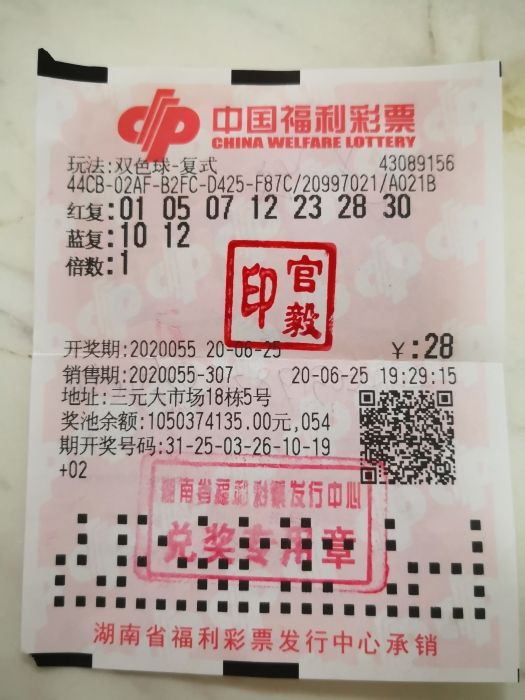 中国福利彩票
CHINA WELFARE LOTTERY
玩法:双色球-复式 43089156
44CB-02AF-B2FC-D425-F87C/20997021/A021B
红复:01 05 07 12 23 28 30
蓝复:10 12
倍数:1
官毅印
开奖期:2020055 20-06-25 ¥:28
销售期:2020055-307 20-06-25 19:29:15
地址:三元大市场18栋5号
奖池余额:1050374135.00元,054
期开奖号码:31-25-03-26-10-19
+02
湖南省福利彩票发行中心
兑奖专用章
湖南省福利彩票发行中心承销